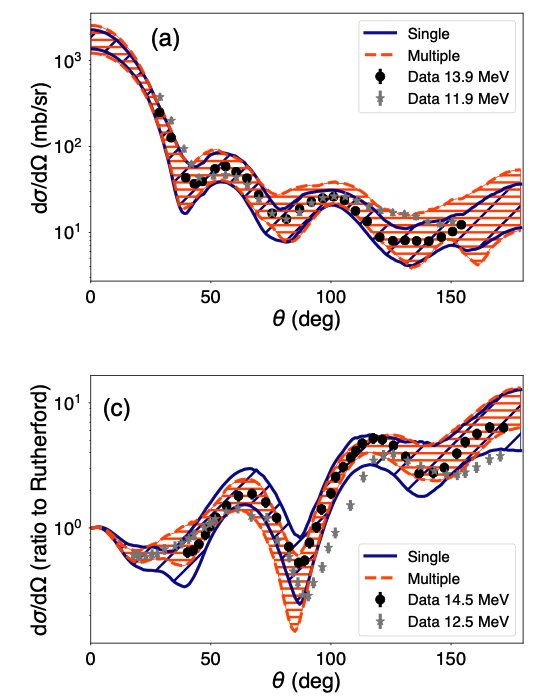 (a)
Single
Multiple
Data 13.9 MeV
Data 11.9 MeV
dσ/dΩ (mb/sr)
10³
10²
10¹
0 50 100 150
θ (deg)
(c)
dσ/dΩ (ratio to Rutherford)
10¹
10⁰
Single
Multiple
Data 14.5 MeV
Data 12.5 MeV
0 50 100 150
θ (deg)